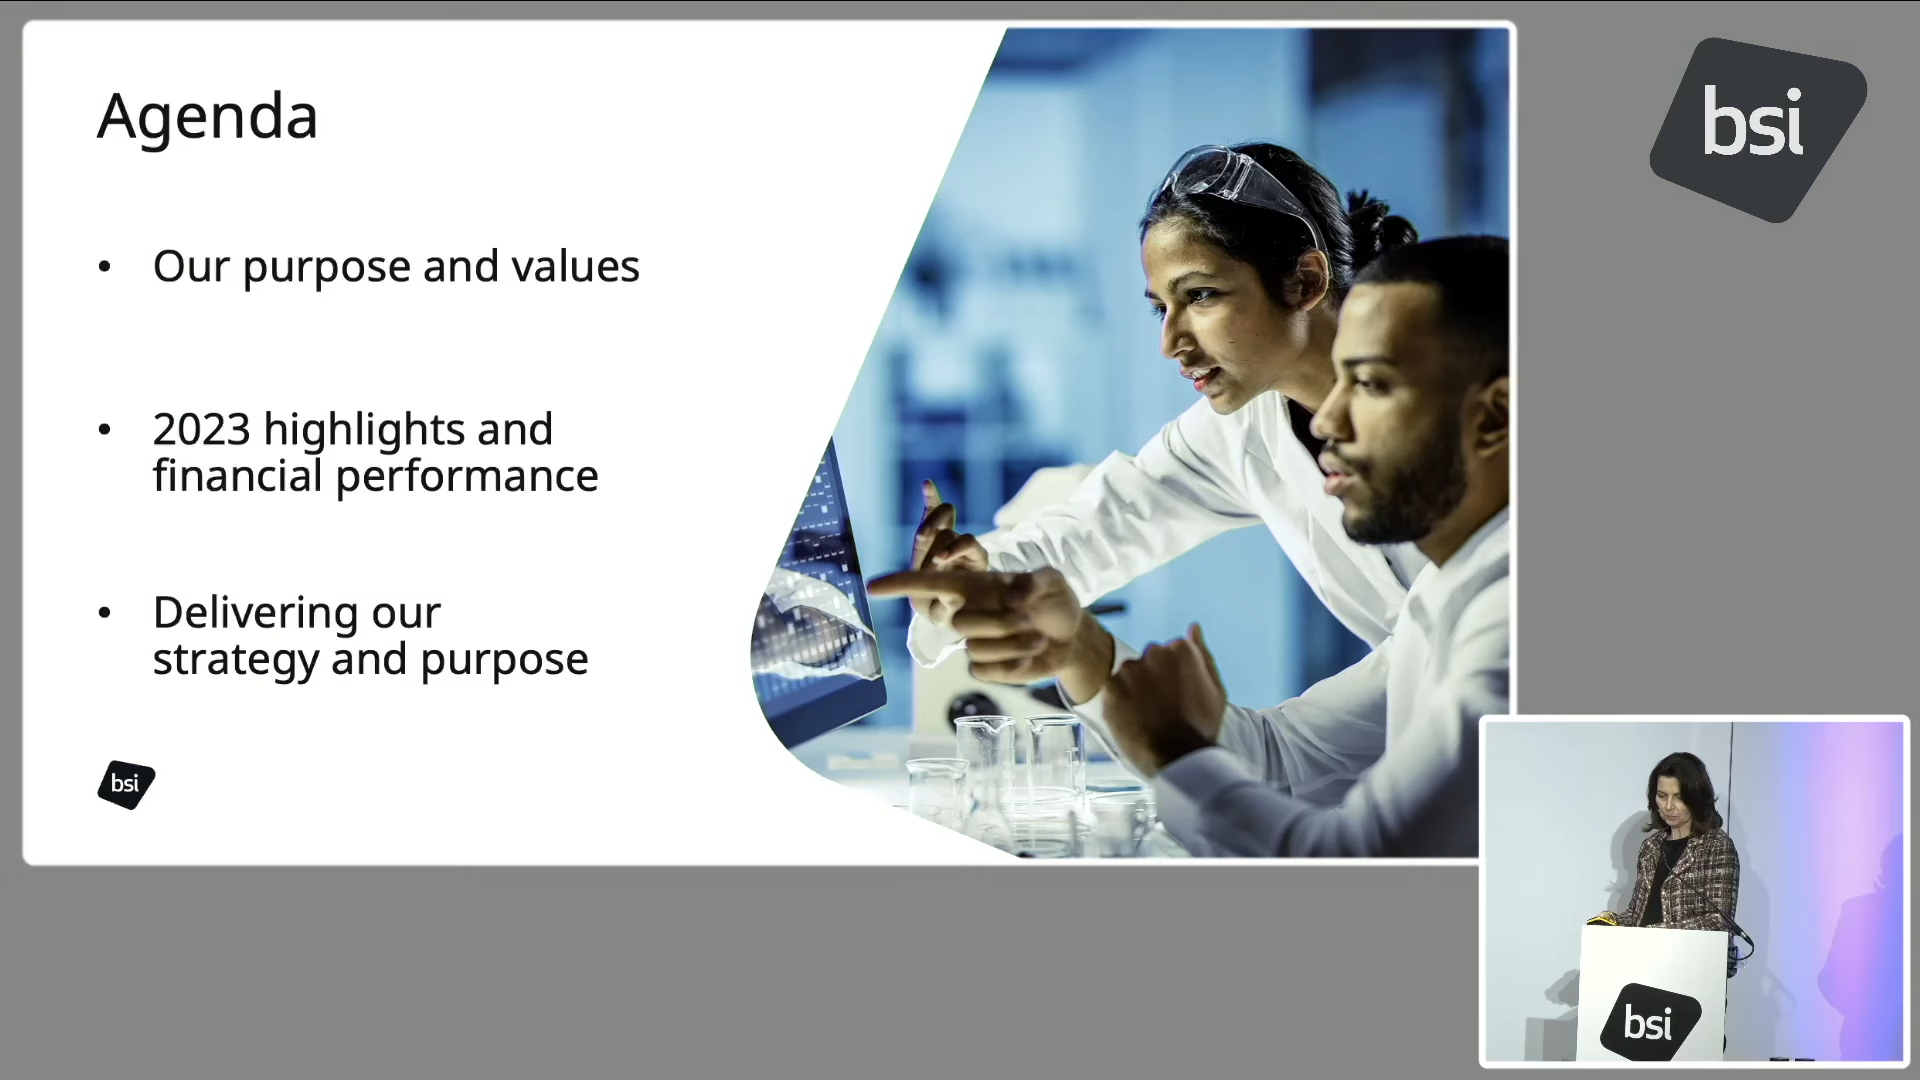 Agenda
• Our purpose and values
• 2023 highlights and
financial performance
• Delivering our
strategy and purpose
bsi
bsi
bsi